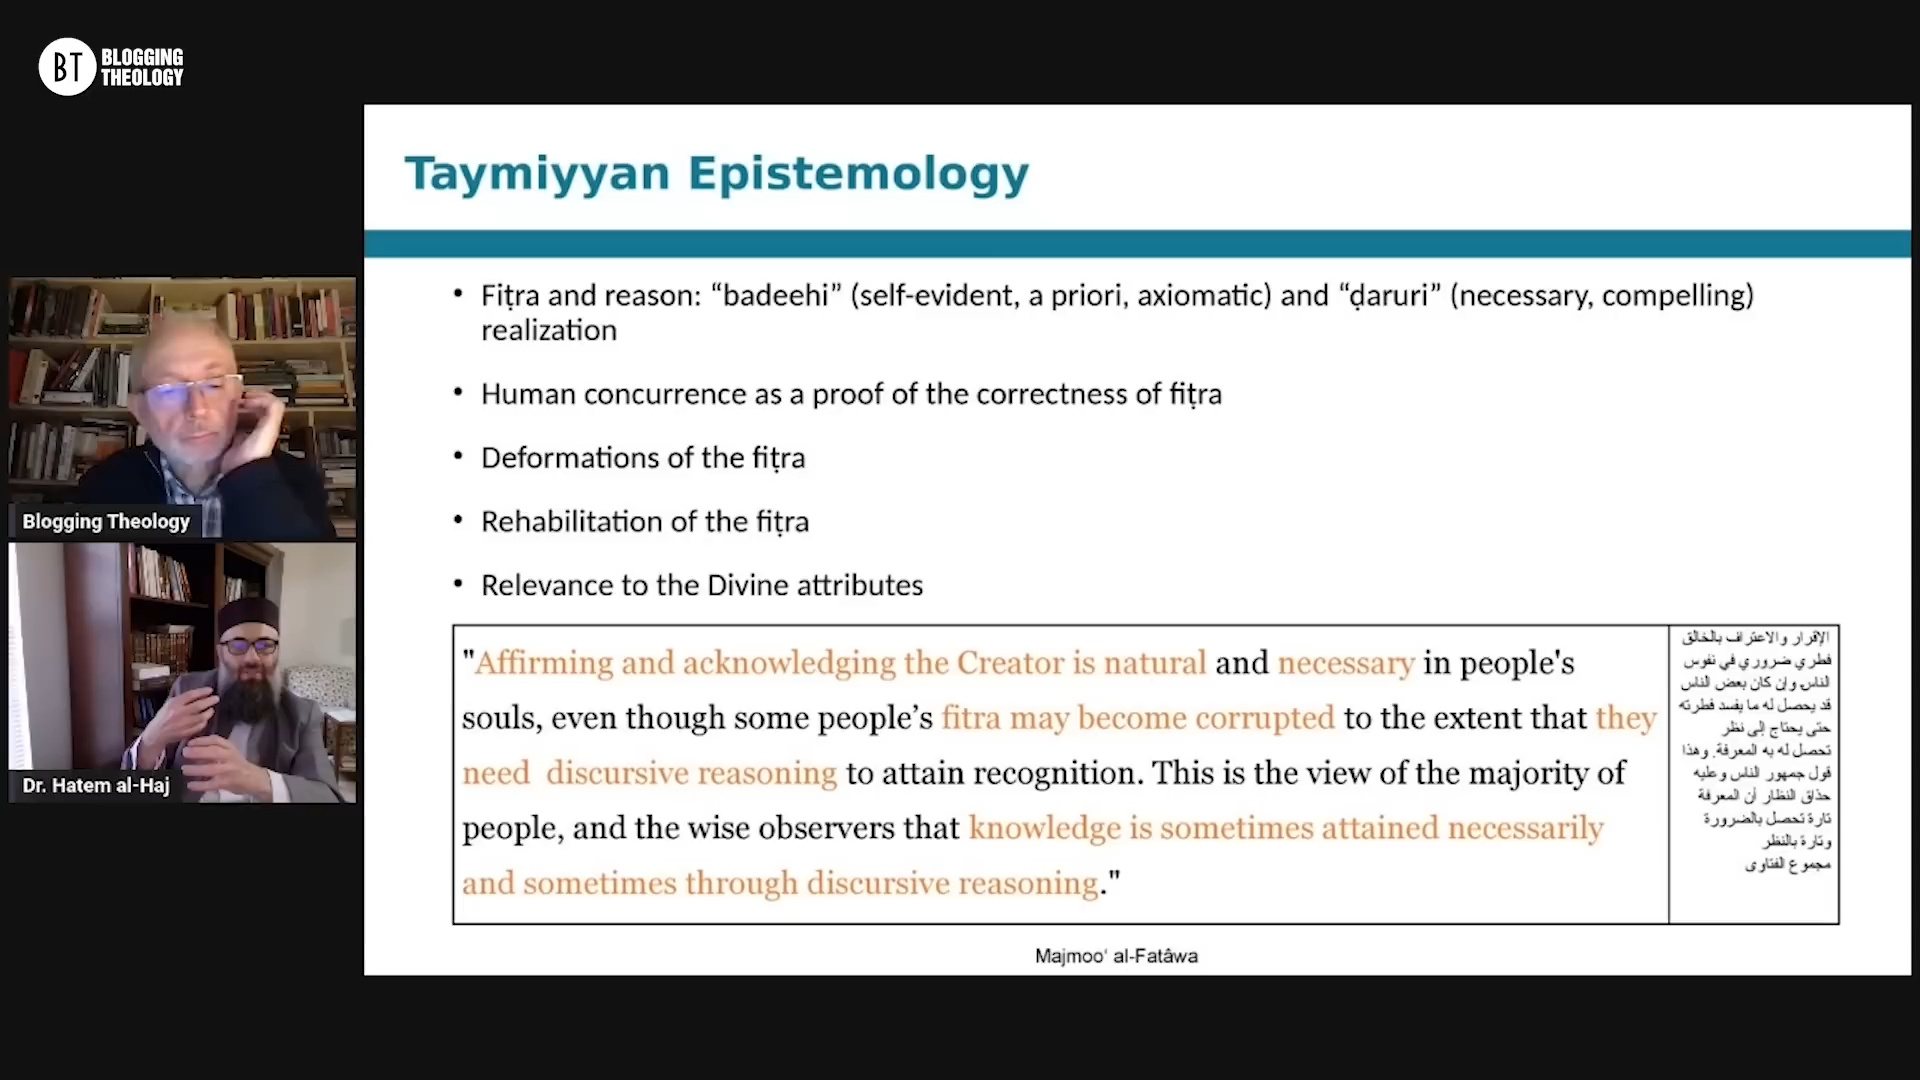 BT BLOGGING
THEOLOGY
Taymiyyan Epistemology
• Fiṭra and reason: “badeehi” (self-evident, a priori, axiomatic) and “ḍaruri” (necessary, compelling)
realization
• Human concurrence as a proof of the correctness of fiṭra
• Deformations of the fiṭra
• Rehabilitation of the fiṭra
• Relevance to the Divine attributes
"Affirming and acknowledging the Creator is natural and necessary in people's
souls, even though some people’s fitra may become corrupted to the extent that they
need discursive reasoning to attain recognition. This is the view of the majority of
people, and the wise observers that knowledge is sometimes attained necessarily
and sometimes through discursive reasoning."
الإقرار والاعتراف بالخالق
فطري ضروري في نفوس
الناس وإن كان بعض الناس
قد يحصل له ما يفسد فطرته
حتى يحتاج إلى نظر
تحصل له به المعرفة. وهذا
قول جمهور الناس وعليه
حذاق النظار أن المعرفة
تارة تحصل بالضرورة
وتارة بالنظر
مجموع الفتاوى
Majmoo‘ al-Fatâwa
Blogging Theology
Dr. Hatem al-Haj